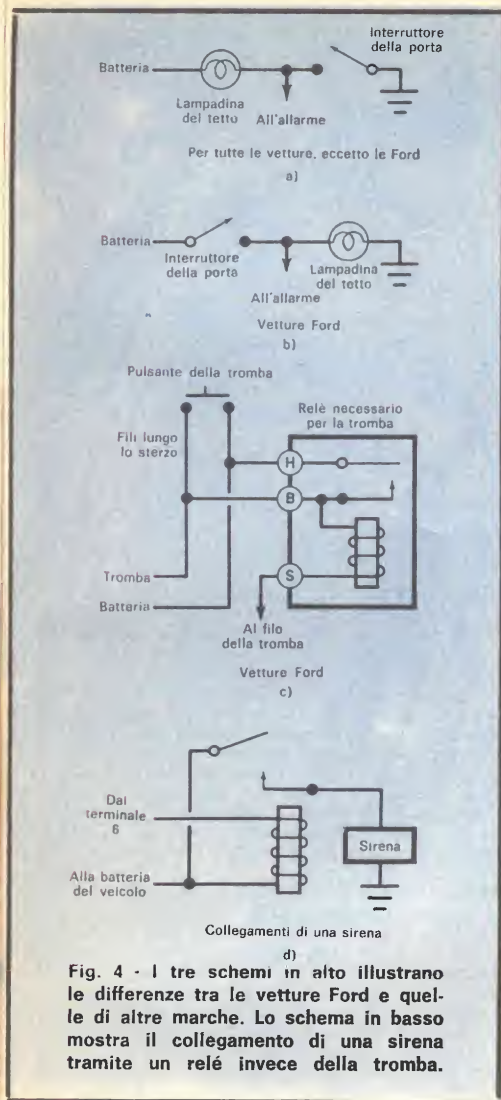 Interruttore
della porta
Batteria
Lampadina
del tetto
All'allarme
Per tutte le vetture, eccetto le Ford
a)
Batteria
Interruttore
della porta
Lampadina
del tetto
All'allarme
Vetture Ford
b)
Pulsante della tromba
Relè necessario
per la tromba
Fili lungo
lo sterzo
H
B
S
Tromba
Batteria
Al filo
della tromba
Vetture Ford
c)
Dal
terminale
6
Alla batteria
del veicolo
Sirena
Collegamenti di una sirena
d)
Fig. 4 - I tre schemi in alto illustrano
le differenze tra le vetture Ford e quel-
le di altre marche. Lo schema in basso
mostra il collegamento di una sirena
tramite un relé invece della tromba.